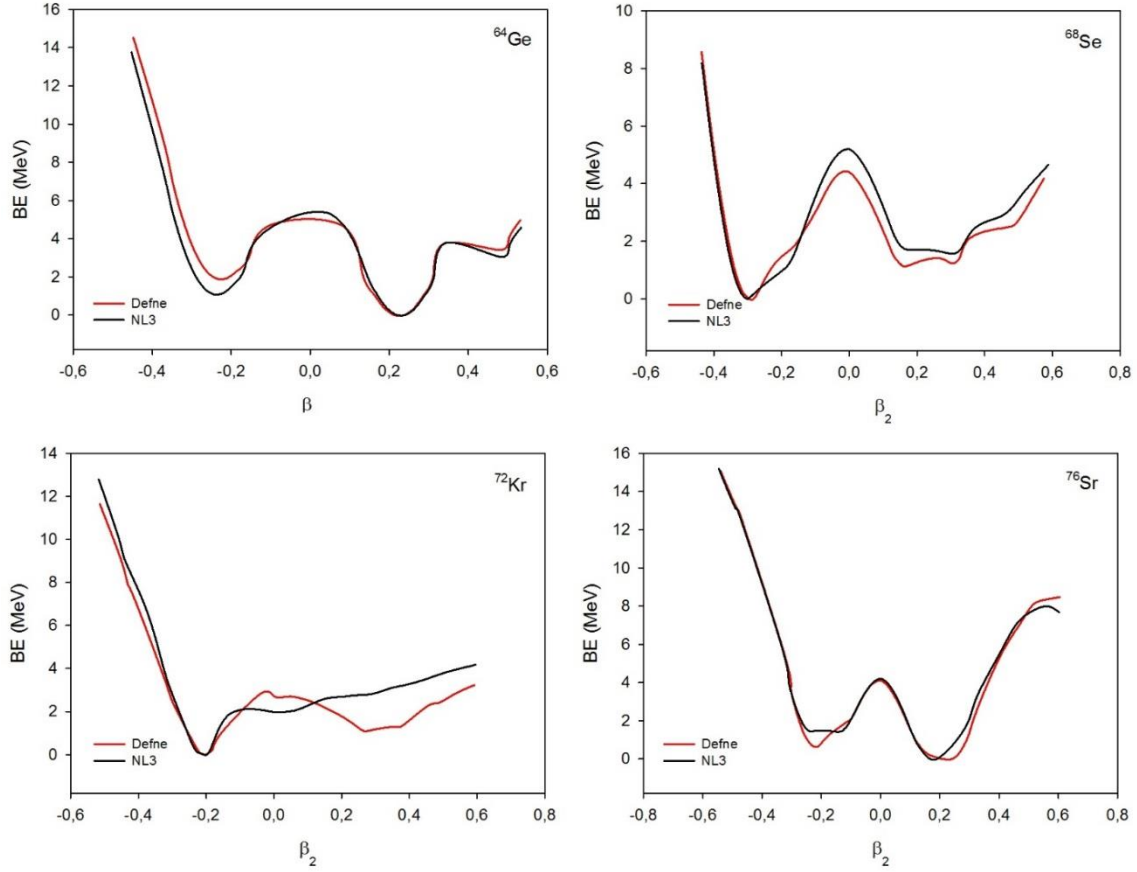 16
14
12
10
8
6
4
2
0
BE (MeV)
⁶⁴Ge
Defne
NL3
-0,6 -0,4 -0,2 0,0 0,2 0,4 0,6
β
10
8
6
4
2
0
BE (MeV)
⁶⁸Se
Defne
NL3
-0,6 -0,4 -0,2 0,0 0,2 0,4 0,6 0,8
β₂
14
12
10
8
6
4
2
0
BE (MeV)
⁷²Kr
Defne
NL3
-0,6 -0,4 -0,2 0,0 0,2 0,4 0,6 0,8
β₂
16
14
12
10
8
6
4
2
0
BE (MeV)
⁷⁶Sr
Defne
NL3
-0,8 -0,6 -0,4 -0,2 0,0 0,2 0,4 0,6 0,8
β₂